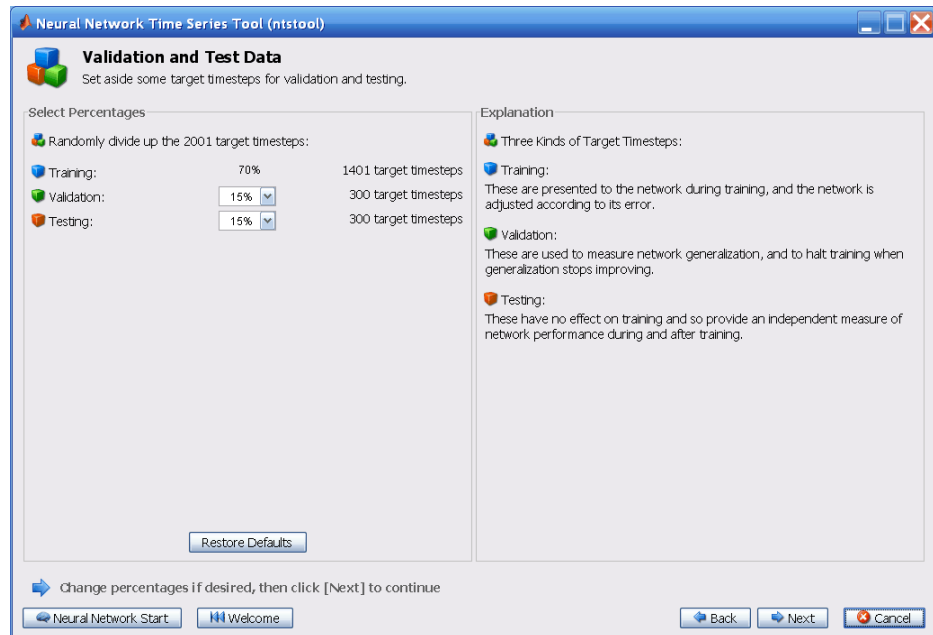 Neural Network Time Series Tool (ntstool)
Validation and Test Data
Set aside some target timesteps for validation and testing.
Select Percentages
Randomly divide up the 2001 target timesteps:
Training: 70% 1401 target timesteps
Validation: 15% 300 target timesteps
Testing: 15% 300 target timesteps
Restore Defaults
Explanation
Three Kinds of Target Timesteps:
Training:
These are presented to the network during training, and the network is
adjusted according to its error.
Validation:
These are used to measure network generalization, and to halt training when
generalization stops improving.
Testing:
These have no effect on training and so provide an independent measure of
network performance during and after training.
Change percentages if desired, then click [Next] to continue
Neural Network Start Welcome Back Next Cancel